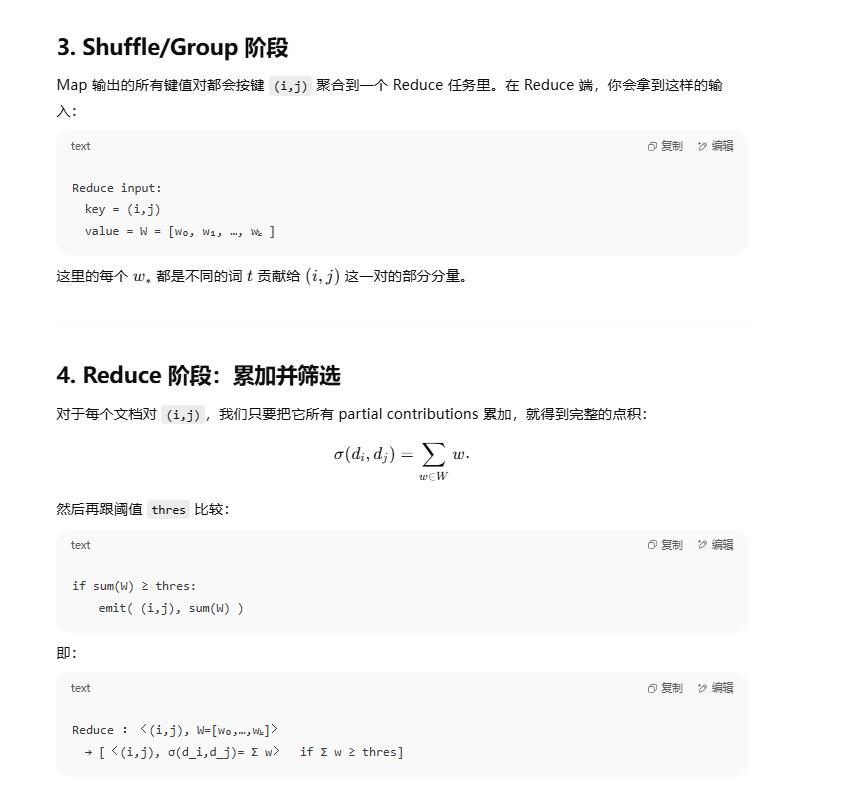 3. Shuffle/Group 阶段
Map 输出的所有键值对都会按键 (i,j) 聚合到一个 Reduce 任务里。在 Reduce 端，你会拿到这样的输
入：
text
复制 编辑
Reduce input:
key = (i,j)
value = W = [w₀, w₁, …, wₖ ]
这里的每个 w∗ 都是不同的词 t 贡献给 (i, j) 这一对的部分分量。
4. Reduce 阶段：累加并筛选
对于每个文档对 (i,j)，我们只要把它所有 partial contributions 累加，就得到完整的点积：
σ(dᵢ, dⱼ) = ∑ w.
w∈W
然后再跟阈值 thres 比较：
text
复制 编辑
if sum(W) ≥ thres:
emit( (i,j), sum(W) )
即：
text
复制 编辑
Reduce : 〈(i,j), W=[w₀,…,wₖ]〉
→ [〈(i,j), σ(d_i,d_j)= Σ w〉 if Σ w ≥ thres]